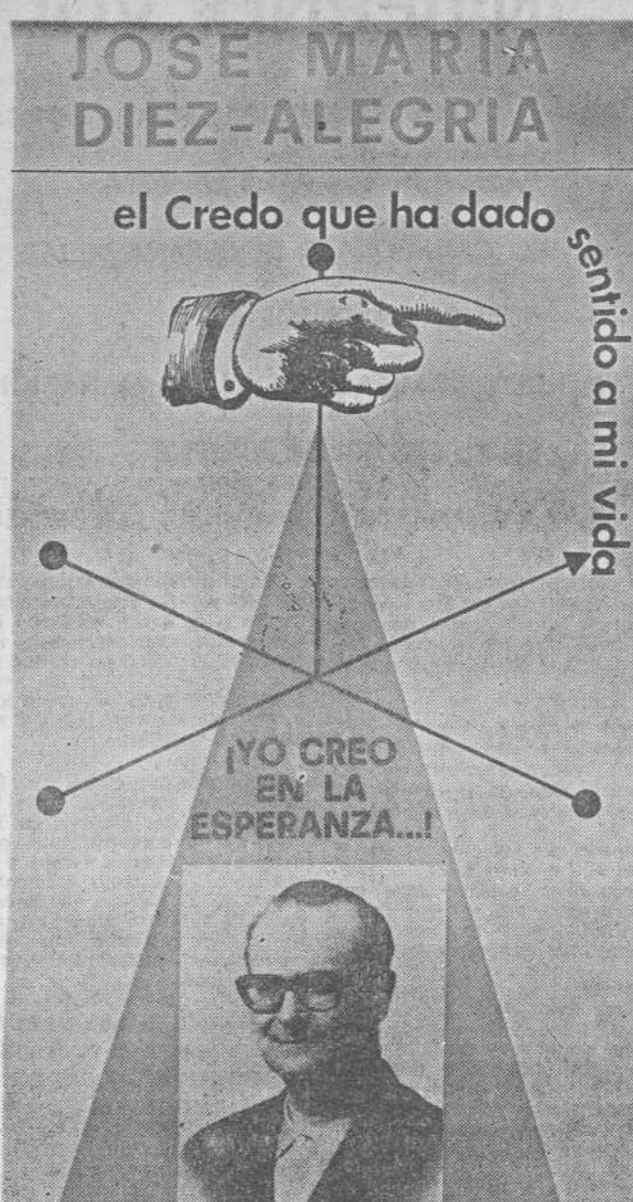 JOSE MARIA
DIEZ-ALEGRIA
el Credo que ha dado
sentido a mi vida
¡YO CREO
EN LA
ESPERANZA...!